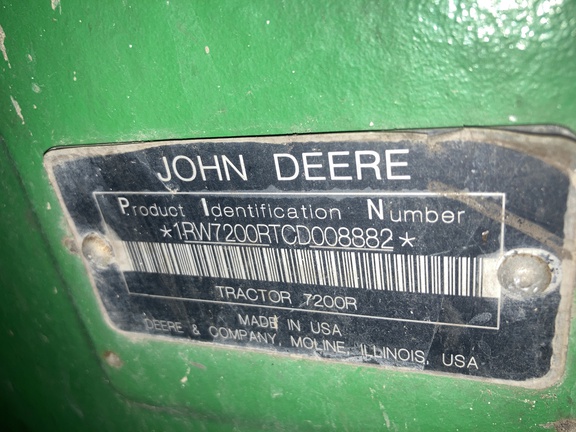 JOHN DEERE
Product Identification Number
*1RW7200RTCD008882*
TRACTOR 7200R
MADE IN USA
DEERE & COMPANY, MOLINE, ILLINOIS, USA